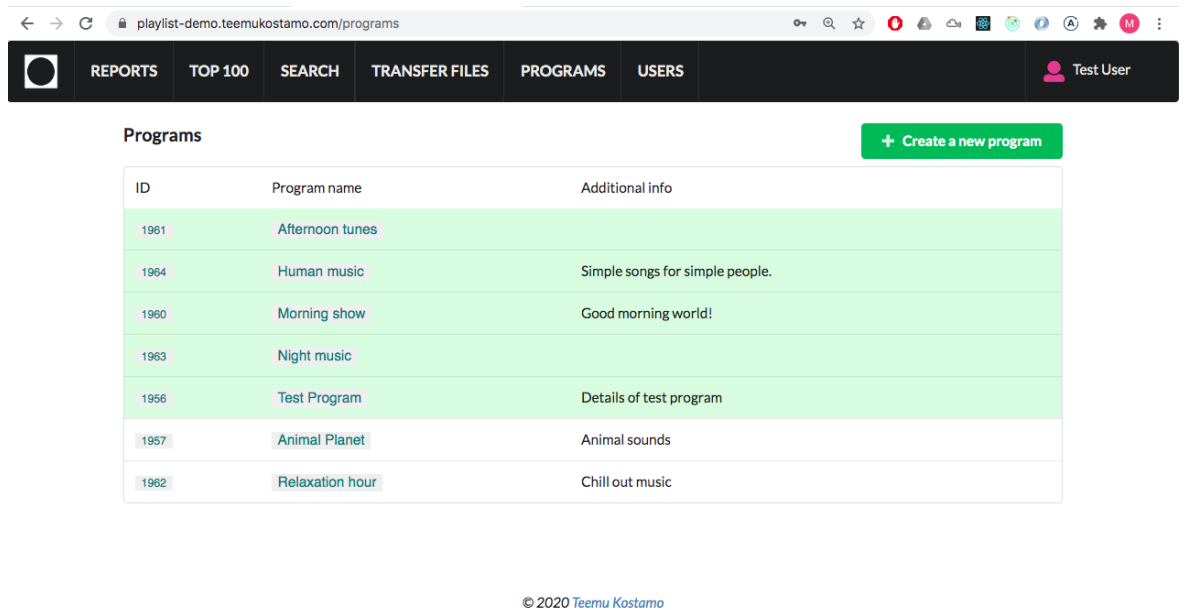 playlist-demo.teemukostamo.com/programs
M
REPORTS TOP 100 SEARCH TRANSFER FILES PROGRAMS USERS Test User
Programs + Create a new program
ID Program name Additional info
1961 Afternoon tunes
1964 Human music Simple songs for simple people.
1960 Morning show Good morning world!
1963 Night music
1956 Test Program Details of test program
1957 Animal Planet Animal sounds
1962 Relaxation hour Chill out music
© 2020 Teemu Kostamo